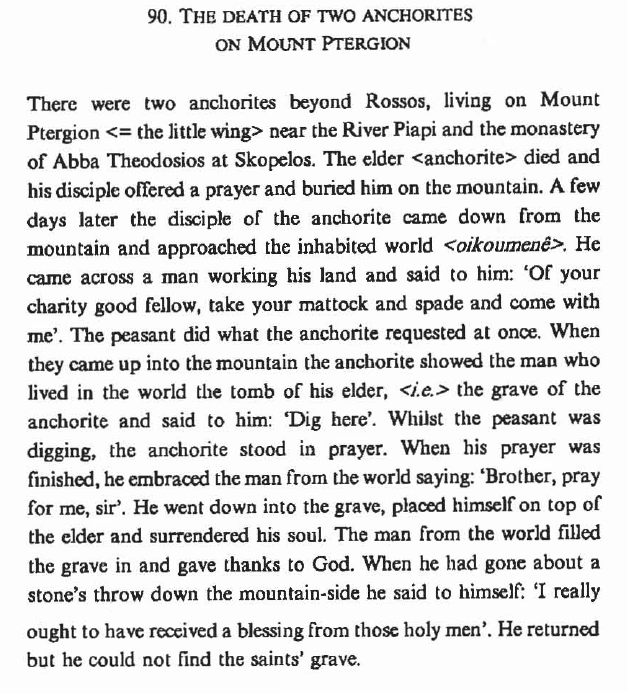 90. THE DEATH OF TWO ANCHORITES
ON MOUNT PTERGION
There were two anchorites beyond Rossos, living on Mount
Ptergion <= the little wing> near the River Piapi and the monastery
of Abba Theodosios at Skopelos. The elder <anchorite> died and
his disciple offered a prayer and buried him on the mountain. A few
days later the disciple of the anchorite came down from the
mountain and approached the inhabited world <oikoumenê>. He
came across a man working his land and said to him: ‘Of your
charity good fellow, take your mattock and spade and come with
me’. The peasant did what the anchorite requested at once. When
they came up into the mountain the anchorite showed the man who
lived in the world the tomb of his elder, <i.e.> the grave of the
anchorite and said to him: ‘Dig here’. Whilst the peasant was
digging, the anchorite stood in prayer. When his prayer was
finished, he embraced the man from the world saying: ‘Brother, pray
for me, sir’. He went down into the grave, placed himself on top of
the elder and surrendered his soul. The man from the world filled
the grave in and gave thanks to God. When he had gone about a
stone’s throw down the mountain-side he said to himself: ‘I really
ought to have received a blessing from those holy men’. He returned
but he could not find the saints’ grave.